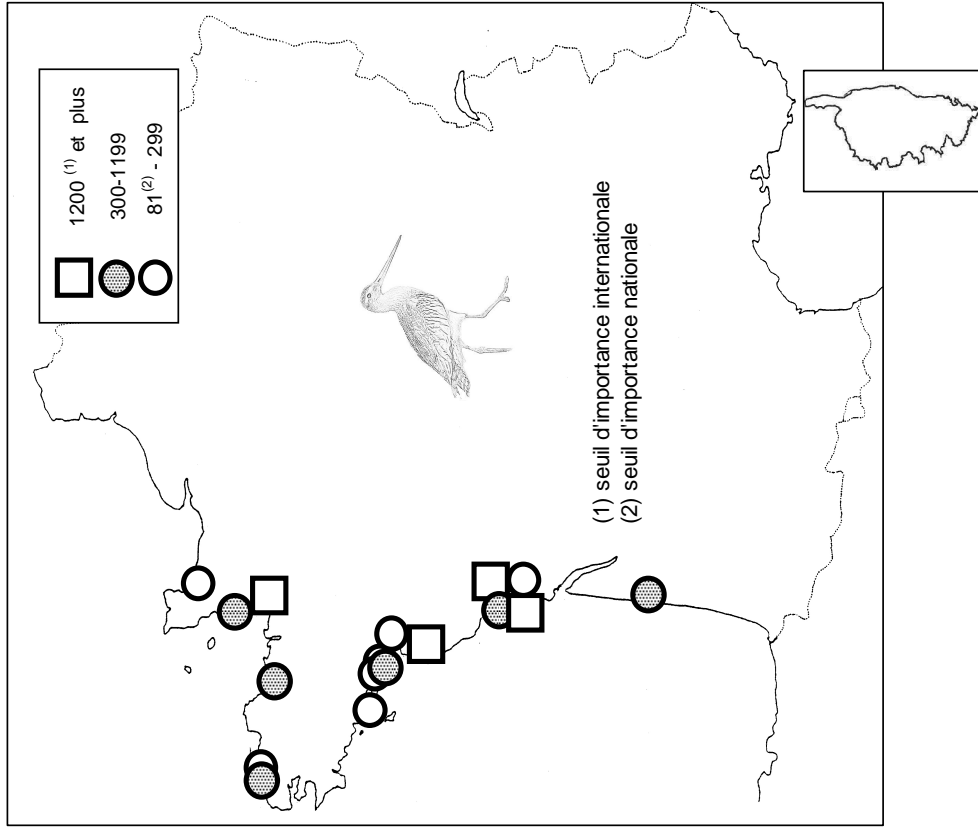 1200 (1) et plus
300-1199
81(2) - 299
(1) seuil d'importance internationale
(2) seuil d'importance nationale